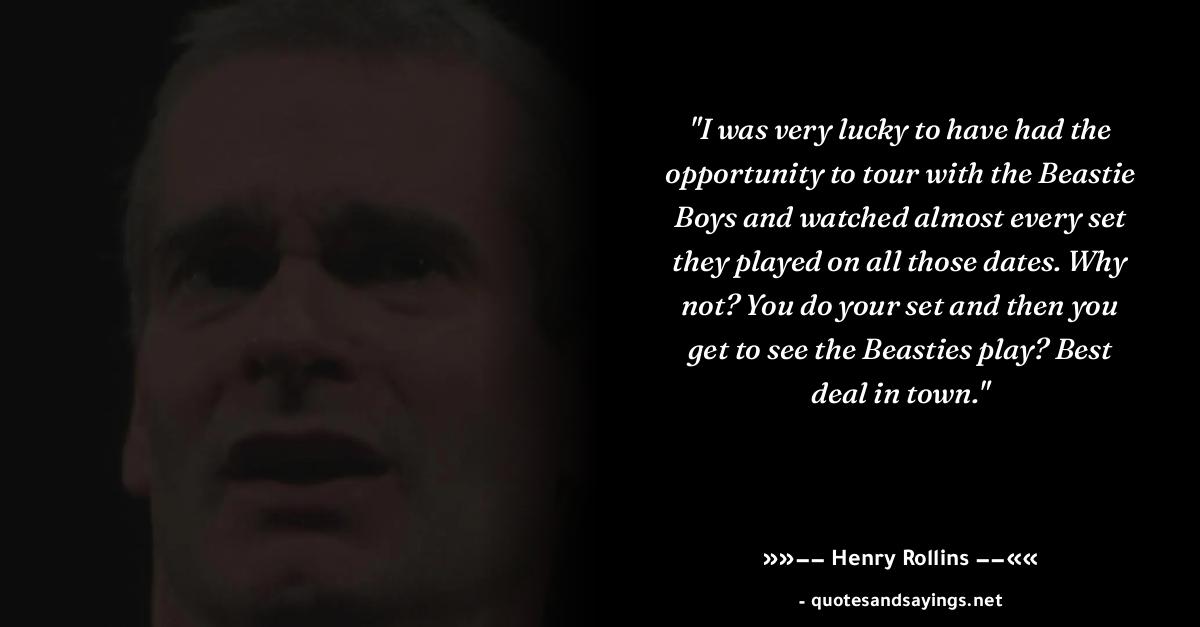 "I was very lucky to have had the
opportunity to tour with the Beastie
Boys and watched almost every set
they played on all those dates. Why
not? You do your set and then you
get to see the Beasties play? Best
deal in town."
»»–– Henry Rollins ––««
- quotesandsayings.net